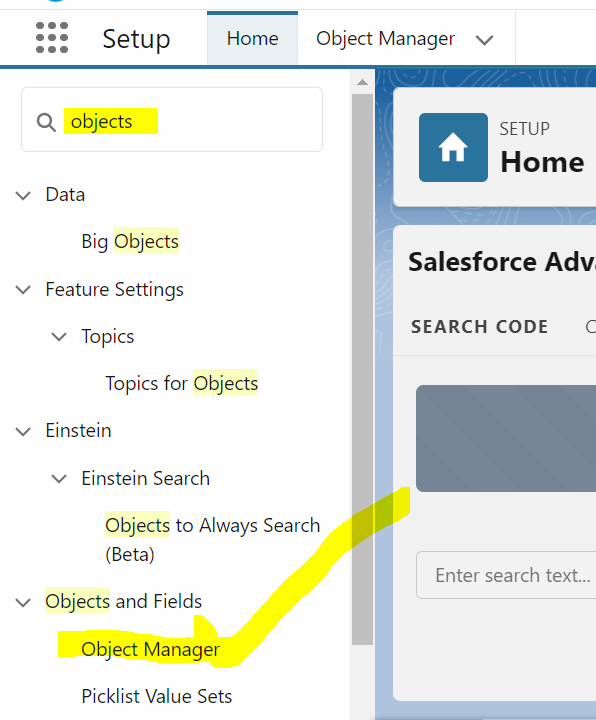 Setup
Home
Object Manager
objects
SETUP
Home
Data
Big Objects
Salesforce Adva
Feature Settings
SEARCH CODE
Topics
Topics for Objects
Einstein
Einstein Search
Objects to Always Search
(Beta)
Enter search text...
Objects and Fields
Object Manager
Picklist Value Sets